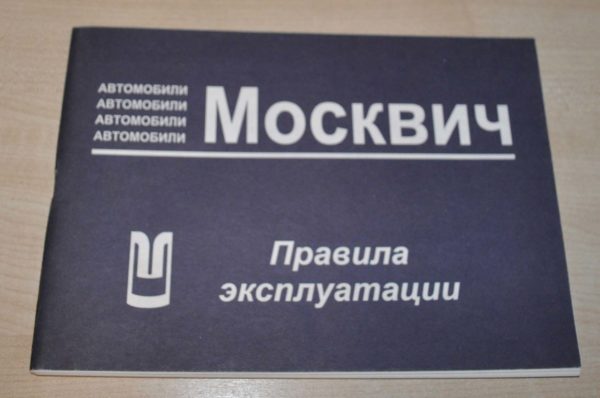 АВТОМОБИЛИ
АВТОМОБИЛИ
АВТОМОБИЛИ
АВТОМОБИЛИ
Москвич
Правила
эксплуатации